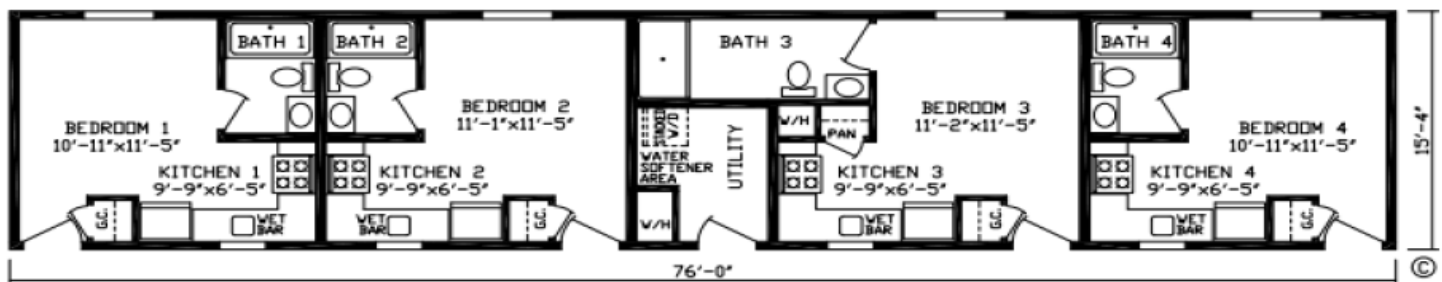 BATH 1
BATH 2
BATH 3
BATH 4
BEDROOM 1
10'-11"x11'-5"
BEDROOM 2
11'-1"x11'-5"
BEDROOM 3
11'-2"x11'-5"
BEDROOM 4
10'-11"x11'-5"
STACKED
W/D
WATER
SOFTENER
AREA
UTILITY
W/H
PAN
KITCHEN 1
9'-9"x6'-5"
KITCHEN 2
9'-9"x6'-5"
KITCHEN 3
9'-9"x6'-5"
KITCHEN 4
9'-9"x6'-5"
G.C.
WET
BAR
WET
BAR
G.C.
W/H
WET
BAR
G.C.
WET
BAR
G.C.
15'-4"
76'-0"
©